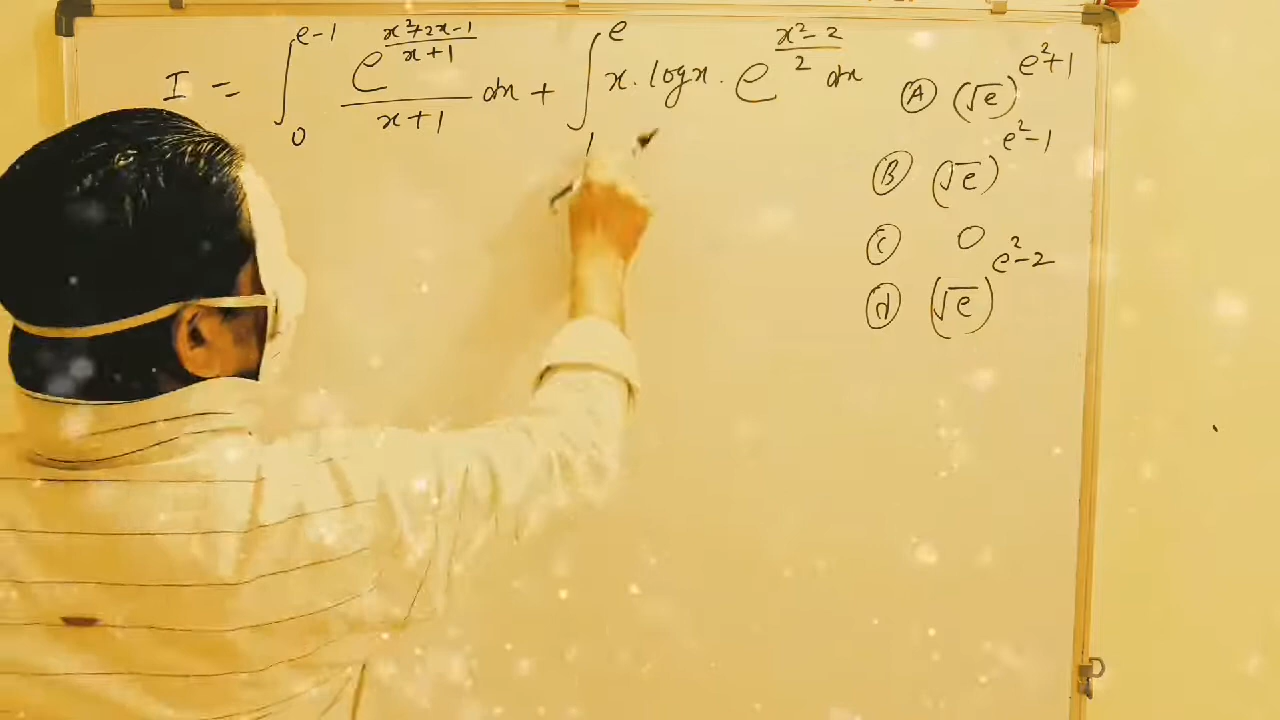 I = ∫₀^{e-1} e^{(x²+2x-1)/(x+1)}/(x+1) dx + ∫₁^{e} x · log x · e^{(x²-2)/2} dx
(A) (√e)^{e²+1}
(B) (√e)^{e²-1}
(C) 0
(d) (√e)^{e²-2}